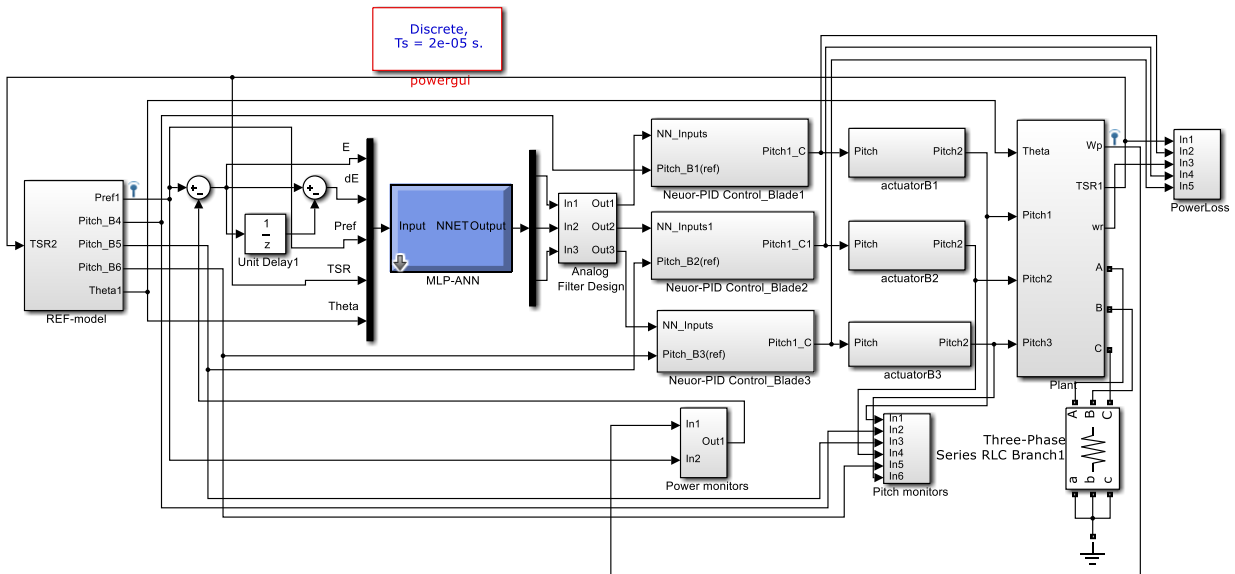 Discrete,
Ts = 2e-05 s.
powergui
TSR2
Pref1
Pitch_B4
Pitch_B5
Pitch_B6
Theta1
REF-model
+
-
+
-
1
z
Unit Delay1
E
dE
Pref
TSR
Theta
Input
NNET Output
MLP-ANN
In1
In2
In3
Out1
Out2
Out3
Analog
Filter Design
NN_Inputs
Pitch_B1(ref)
Pitch1_C
Neuor-PID Control_Blade1
NN_Inputs1
Pitch_B2(ref)
Pitch1_C1
Neuor-PID Control_Blade2
NN_Inputs
Pitch_B3(ref)
Pitch1_C
Neuor-PID Control_Blade3
Pitch
Pitch2
actuatorB1
Pitch
Pitch2
actuatorB2
Pitch
Pitch2
actuatorB3
Theta
Pitch1
Pitch2
Pitch3
Wp
TSR1
wr
A
B
C
Plant
In1
In2
In3
In4
In5
PowerLoss
In1
In2
Out1
Power monitors
In1
In2
In3
In4
In5
In6
Pitch monitors
Three-Phase
Series RLC Branch1
A
B
C
a
b
c